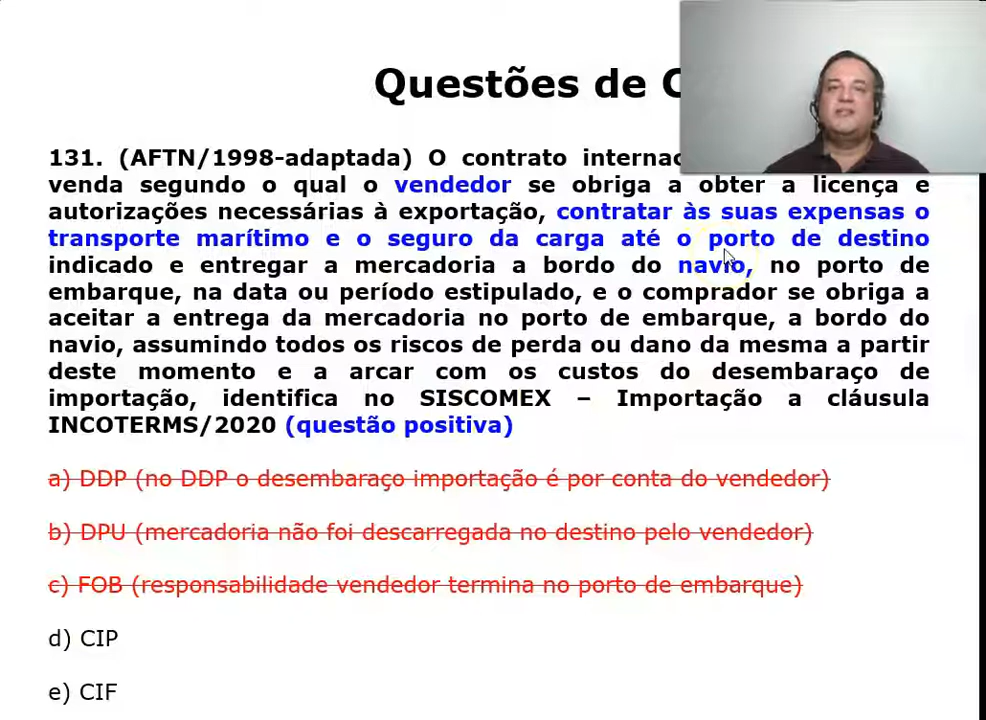 Questões de
131. (AFTN/1998-adaptada) O contrato
venda segundo o qual o vendedor se obriga a obter a licença e
autorizações necessárias à exportação, contratar às suas expensas o
transporte marítimo e o seguro da carga até o porto de destino
indicado e entregar a mercadoria a bordo do navio, no porto de
embarque, na data ou período estipulado, e o comprador se obriga a
aceitar a entrega da mercadoria no porto de embarque, a bordo do
navio, assumindo todos os riscos de perda ou dano da mesma a partir
deste momento e a arcar com os custos do desembaraço de
importação, identifica no SISCOMEX – Importação a cláusula
INCOTERMS/2020 (questão positiva)
a) DDP (no DDP o desembaraço importação é por conta do vendedor)
b) DPU (mercadoria não foi descarregada no destino pelo vendedor)
c) FOB (responsabilidade vendedor termina no porto de embarque)
d) CIP
e) CIF